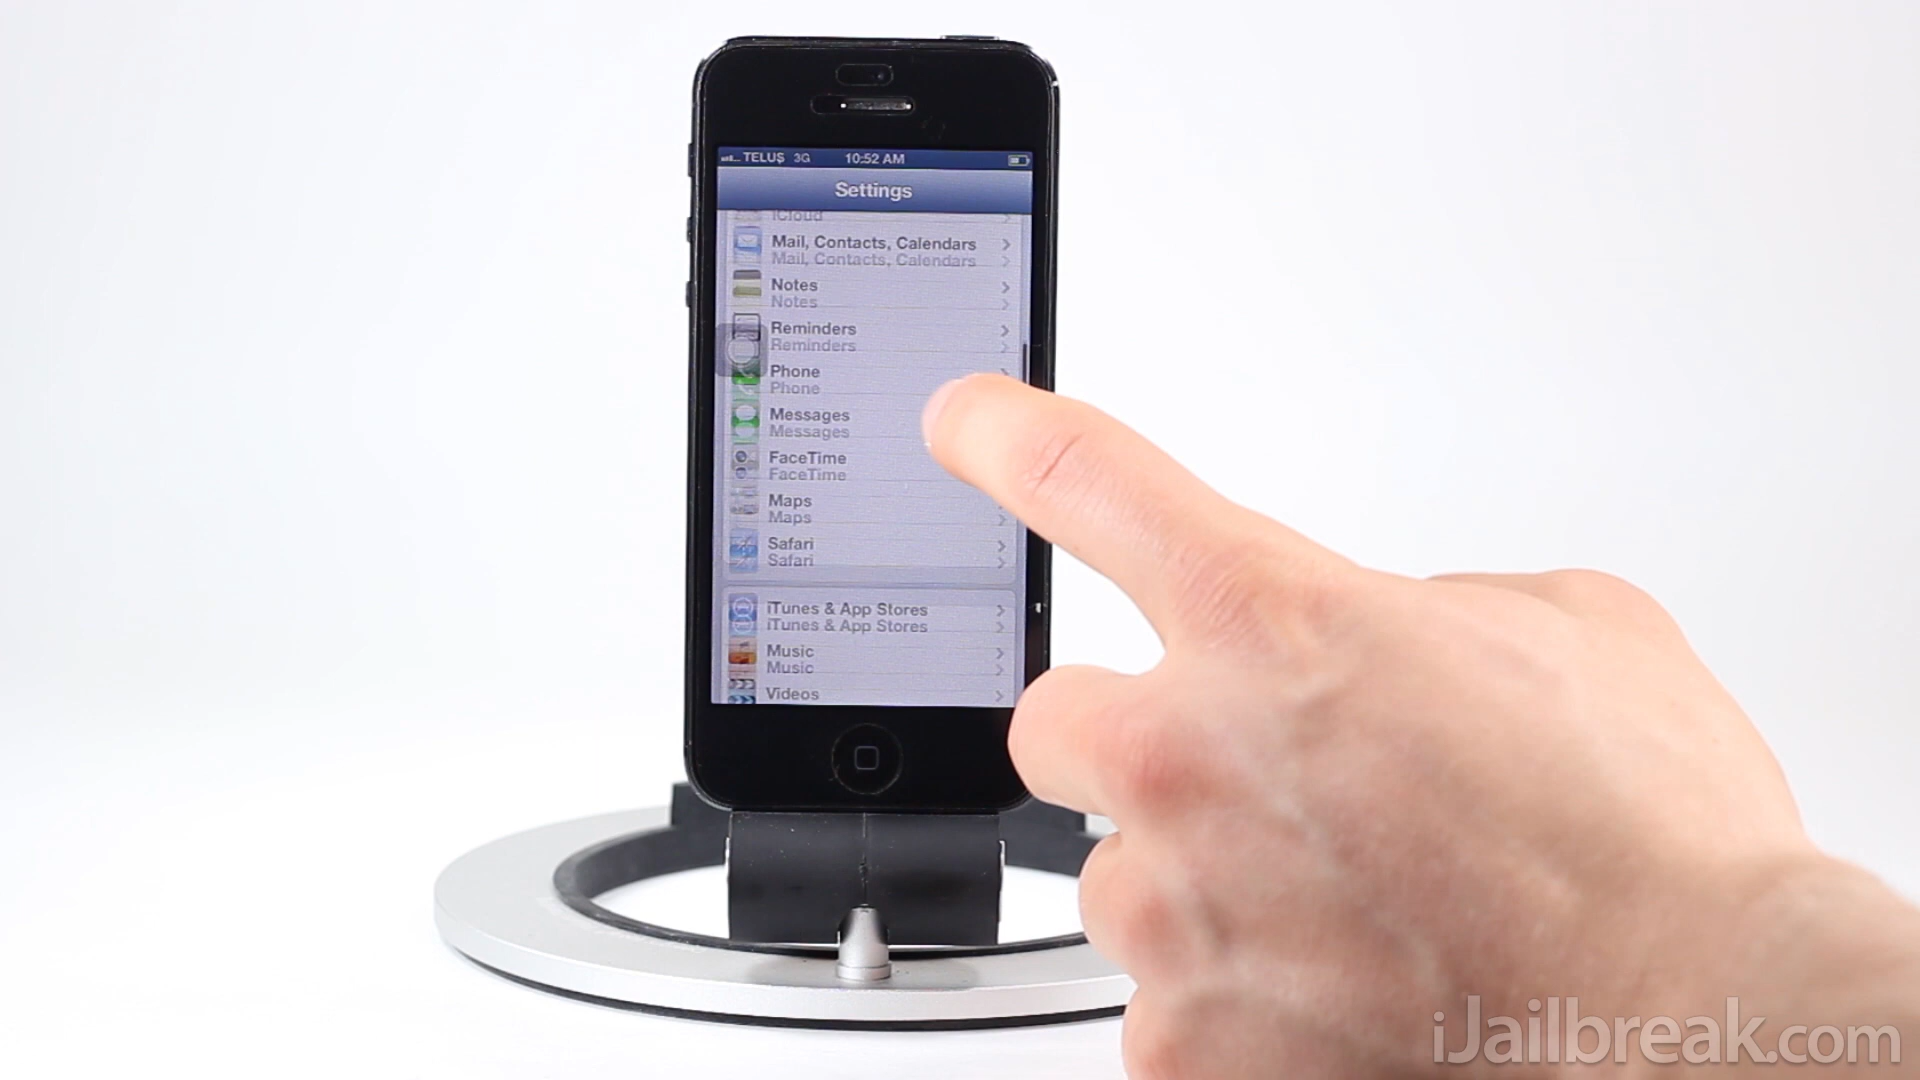 TELU$ 3G 10:52 AM
Settings
iCloud
Mail, Contacts, Calendars
Mail, Contacts, Calendars
Notes
Notes
Reminders
Reminders
Phone
Phone
Messages
Messages
FaceTime
FaceTime
Maps
Maps
Safari
Safari
iTunes & App Stores
iTunes & App Stores
Music
Music
Videos
iJailbreak.com